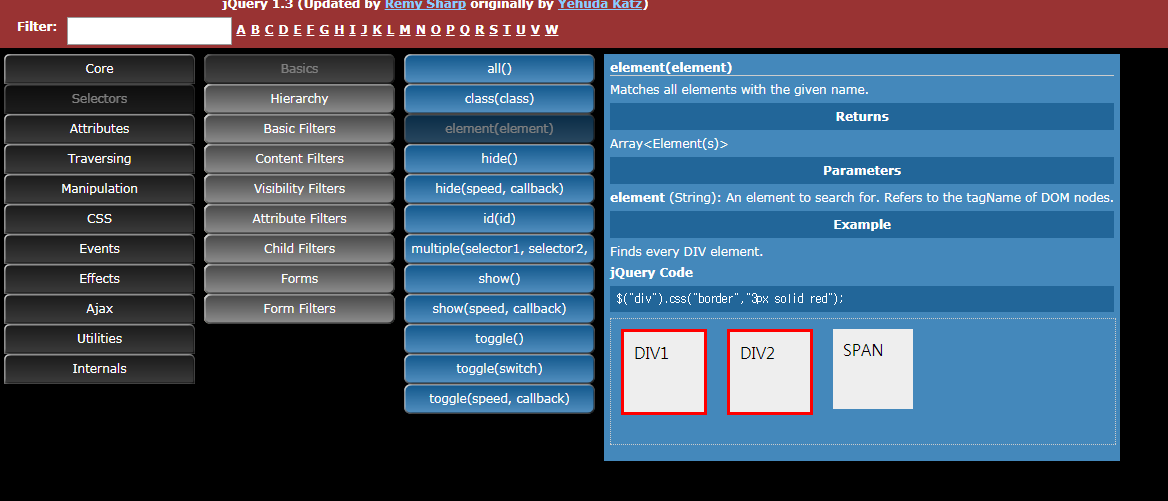 jQuery 1.3 (Updated by Remy Sharp originally by Yehuda Katz)
Filter: A B C D E F G H I J K L M N O P Q R S T U V W
Core
Selectors
Attributes
Traversing
Manipulation
CSS
Events
Effects
Ajax
Utilities
Internals
Basics
Hierarchy
Basic Filters
Content Filters
Visibility Filters
Attribute Filters
Child Filters
Forms
Form Filters
all()
class(class)
element(element)
hide()
hide(speed, callback)
id(id)
multiple(selector1, selector2,
show()
show(speed, callback)
toggle()
toggle(switch)
toggle(speed, callback)
element(element)
Matches all elements with the given name.
Returns
Array<Element(s)>
Parameters
element (String): An element to search for. Refers to the tagName of DOM nodes.
Example
Finds every DIV element.
jQuery Code
$("div").css("border","3px solid red");
DIV1 DIV2 SPAN